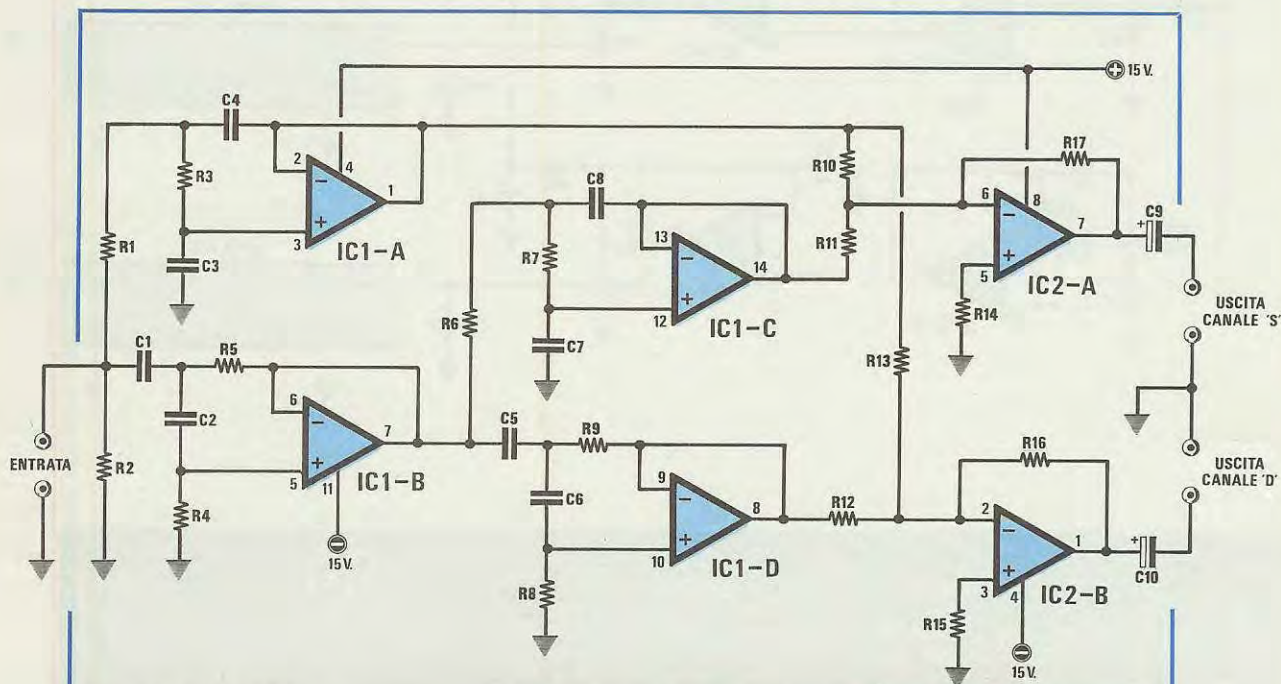 15 V.
C4
2
4
R3
1
3
IC1-A
R1
C3
C8
R10
R17
13
R7
14
R11
6
8
7
C9
+
5
IC2-A
R14
12
IC1-C
R6
C7
USCITA
CANALE 'S'
R13
C1
R5
6
7
C2
5
11
IC1-B
ENTRATA
R2
R4
15 V.
C5
R9
9
8
C6
10
IC1-D
R8
R12
R16
2
1
3
4
IC2-B
R15
15 V.
+
C10
USCITA
CANALE 'D'